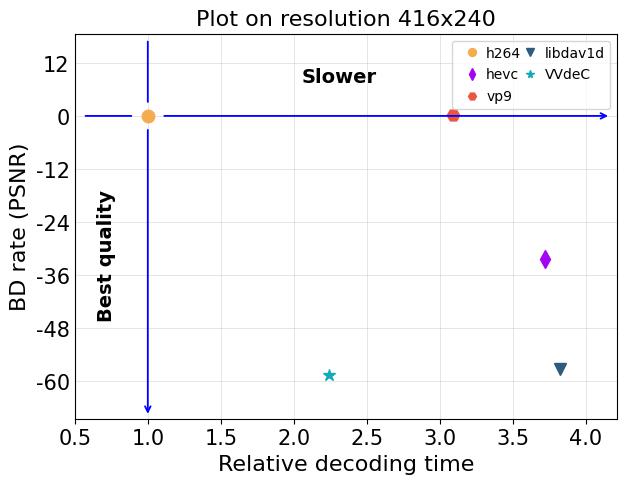 Plot on resolution 416x240
h264
hevc
vp9
libdav1d
VVdeC
Slower
Best quality
BD rate (PSNR)
12
0
-12
-24
-36
-48
-60
0.5 1.0 1.5 2.0 2.5 3.0 3.5 4.0
Relative decoding time